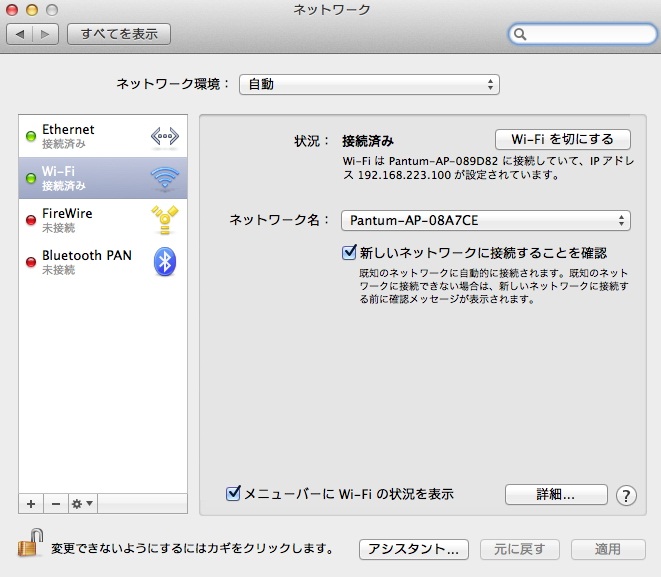 ネットワーク
すべてを表示
ネットワーク環境： 自動
Ethernet
接続済み
Wi-Fi
接続済み
FireWire
未接続
Bluetooth PAN
未接続
状況： 接続済み Wi-Fi を切にする
Wi-Fi は Pantum-AP-089D82 に接続していて、IP アドレ
ス 192.168.223.100 が設定されています。
ネットワーク名： Pantum-AP-08A7CE
新しいネットワークに接続することを確認
既知のネットワークに自動的に接続されます。既知のネット
ワークに接続できない場合は、新しいネットワークに接続す
る前に確認メッセージが表示されます。
メニューバーに Wi-Fi の状況を表示 詳細... ?
変更できないようにするにはカギをクリックします。 アシスタント... 元に戻す 適用